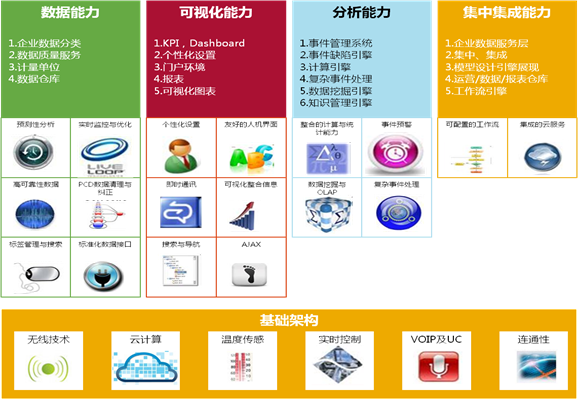 数据能力
1.企业数据分类
2.数据质量服务
3.计量单位
4.数据仓库
预测性分析
实时监控与优化
LIVE
LOOP
高可靠性数据
PCD数据清理与
纠正
标签管理与搜索
标准化数据接口
可视化能力
1.KPI，Dashboard
2.个性化设置
3.门户环境
4.报表
5.可视化图表
个性化设置
友好的人机界面
即时通讯
可视化整合信息
搜索与导航
AJAX
分析能力
1.事件管理系统
2.事件缺陷引擎
3.计算引擎
4.复杂事件处理
5.数据挖掘引擎
6.知识管理引擎
整合的计算与统
计能力
事件预警
数据挖掘与
OLAP
复杂事件处理
集中集成能力
1.企业数据服务层
2.集中、集成
3.模型设计引擎展现
4.运营/数据/报表仓库
5.工作流引擎
可配置的工作流
集成的云服务
基础架构
无线技术
云计算
温度传感
实时控制
VOIP及UC
连通性